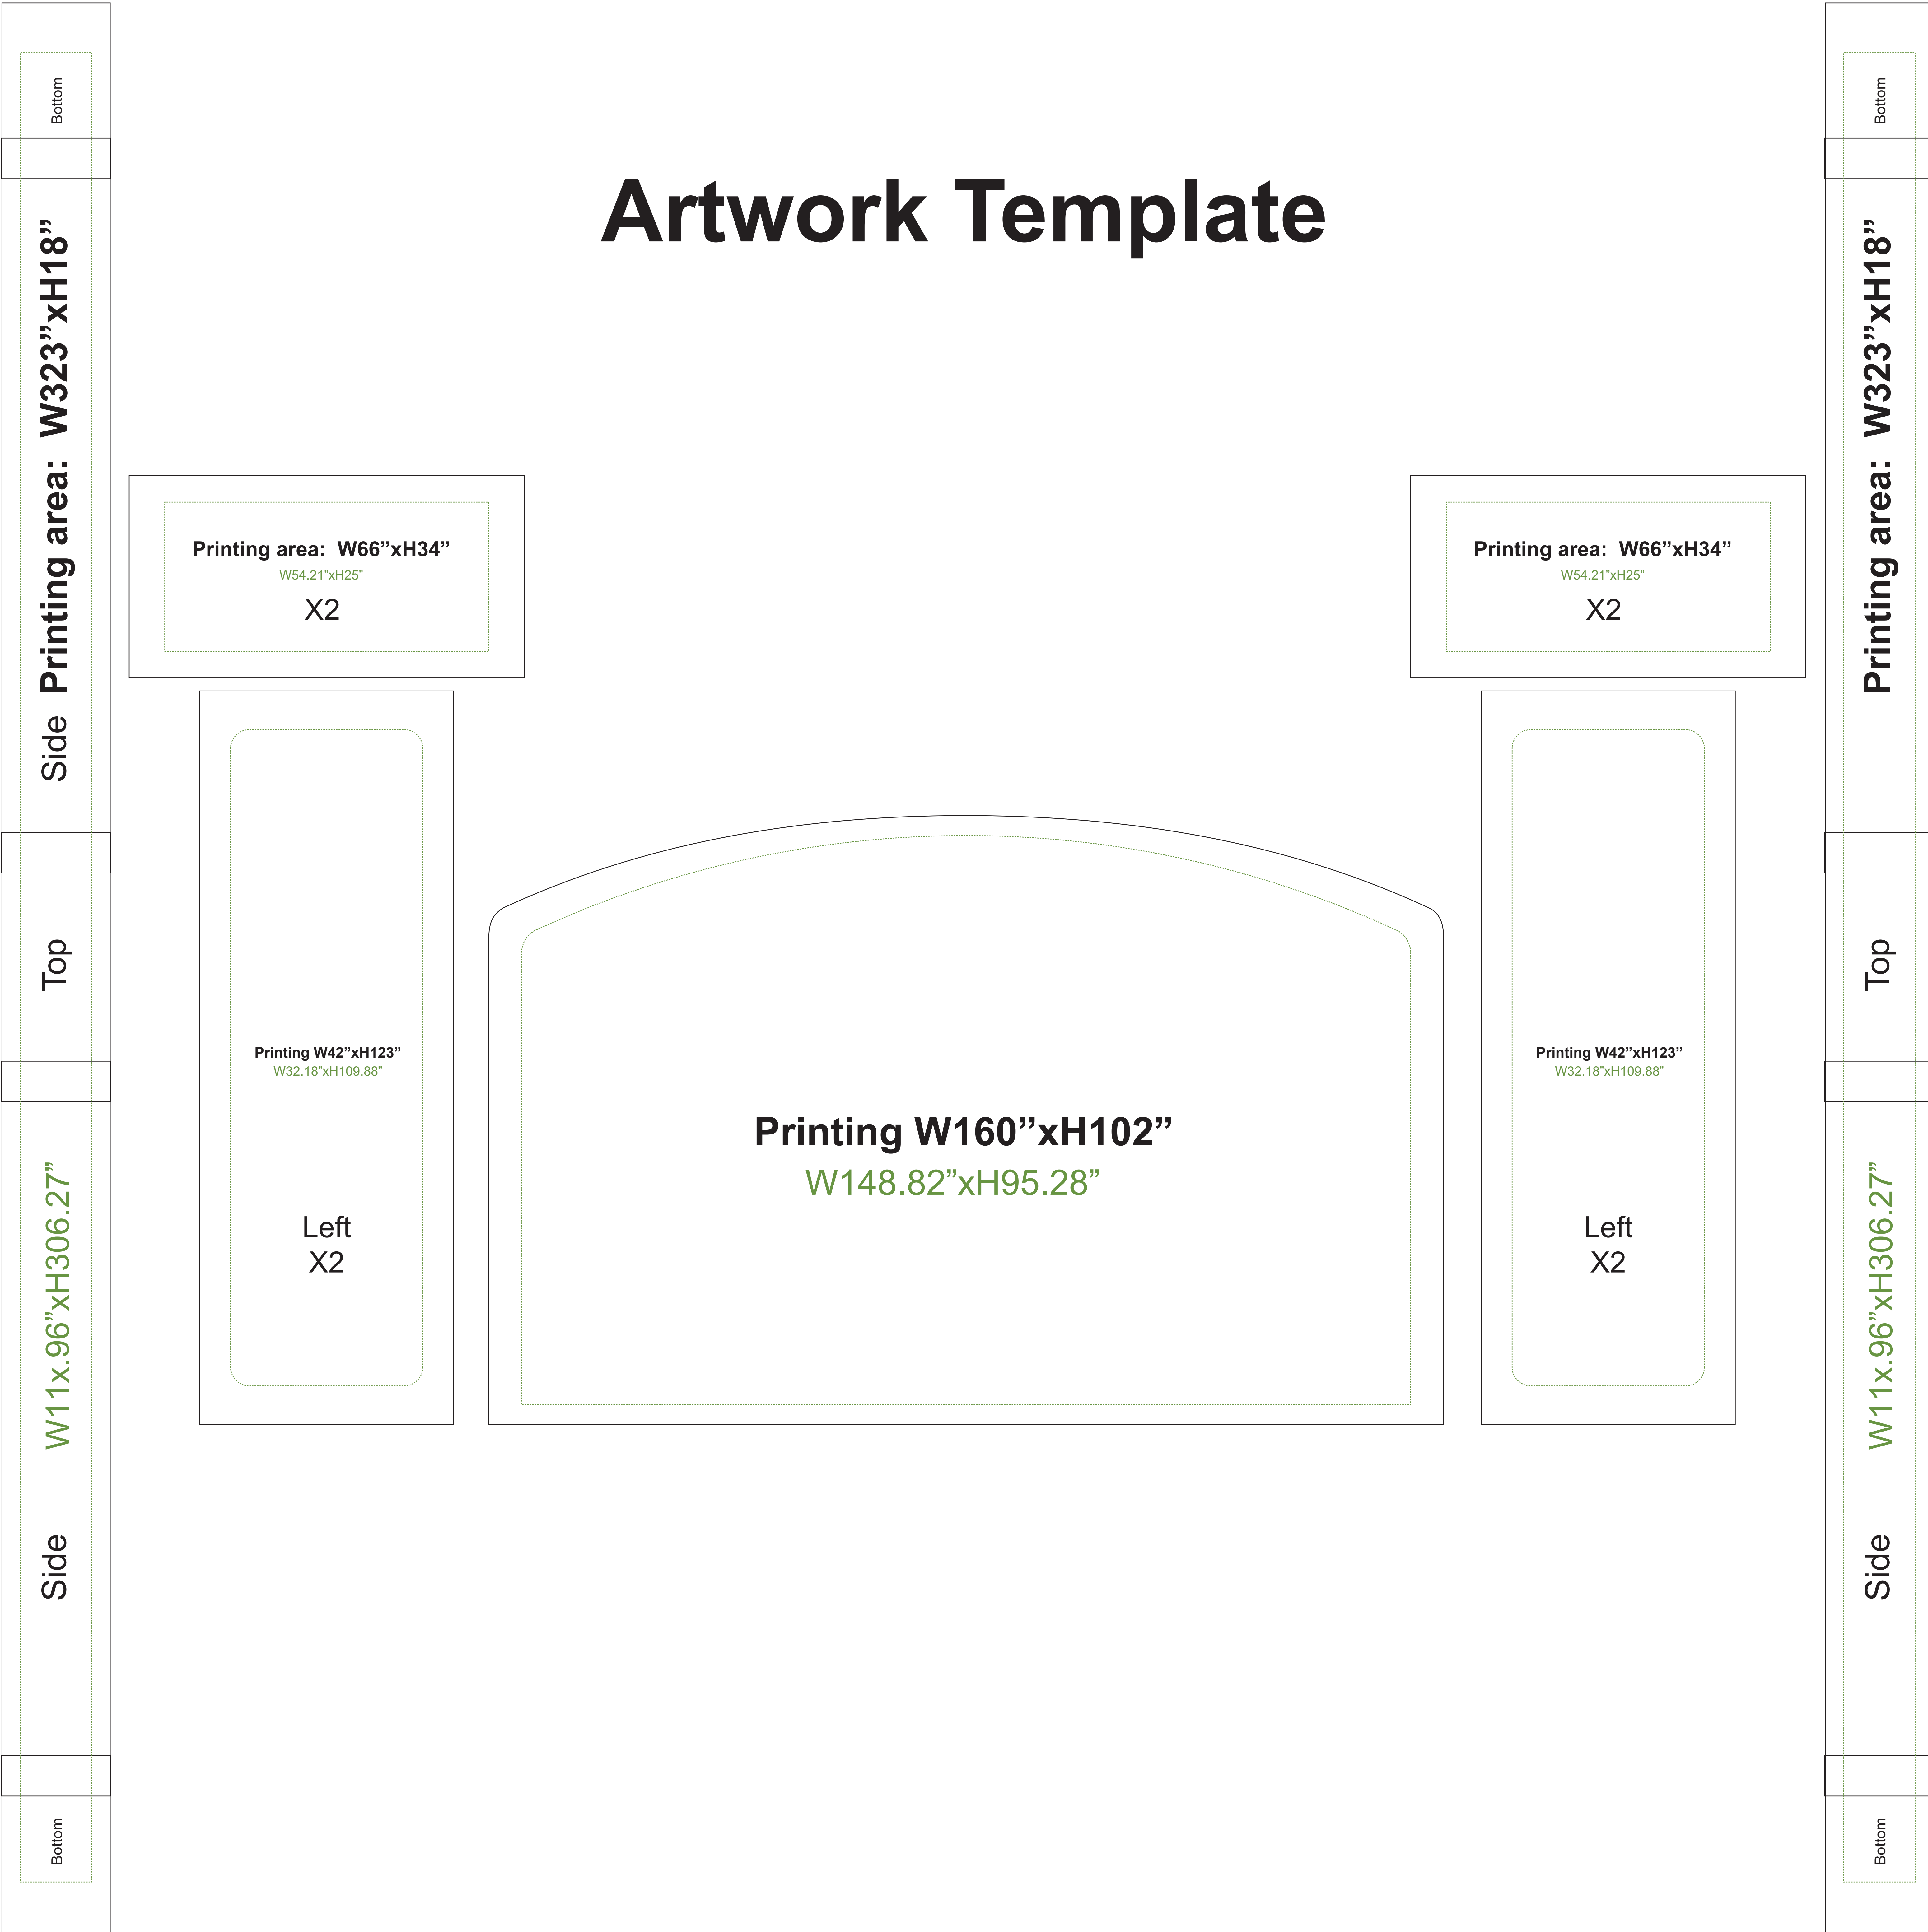 Artwork Template
Bottom
Side Printing area: W323”xH18”
Top
Side W11x.96”xH306.27”
Bottom
Printing area: W66”xH34”
W54.21”xH25”
X2
Printing W42”xH123”
W32.18”xH109.88”
Left
X2
Printing W160”xH102”
W148.82”xH95.28”
Printing area: W66”xH34”
W54.21”xH25”
X2
Printing W42”xH123”
W32.18”xH109.88”
Left
X2
Bottom
Printing area: W323”xH18”
Top
Side W11x.96”xH306.27”
Bottom